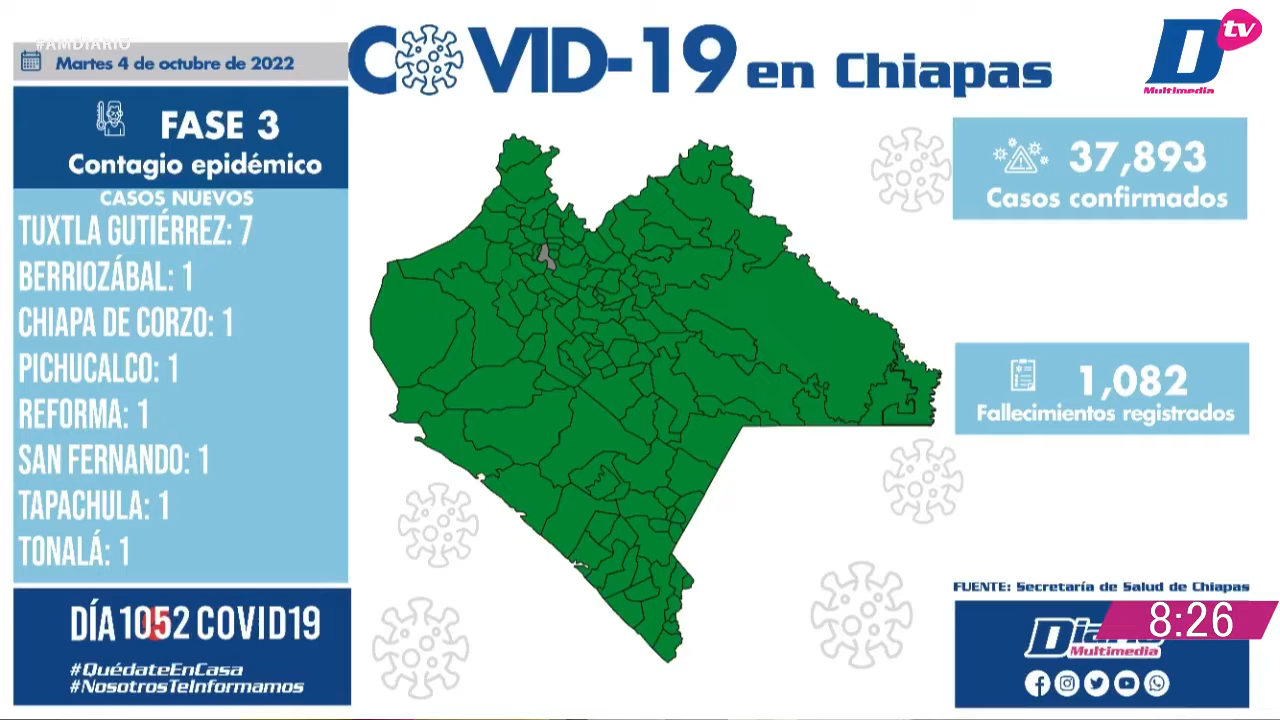 #AMDIARIO
Martes 4 de octubre de 2022
COVID-19 en Chiapas
D tv
Multimedia
FASE 3
Contagio epidémico
CASOS NUEVOS
TUXTLA GUTIÉRREZ: 7
BERRIOZÁBAL: 1
CHIAPA DE CORZO: 1
PICHUCALCO: 1
REFORMA: 1
SAN FERNANDO: 1
TAPACHULA: 1
TONALÁ: 1
DÍA 1052 COVID19
#QuédateEnCasa
#NosotrosTeInformamos
37,893
Casos confirmados
1,082
Fallecimientos registrados
FUENTE: Secretaría de Salud de Chiapas
8:26
Diario
Multimedia